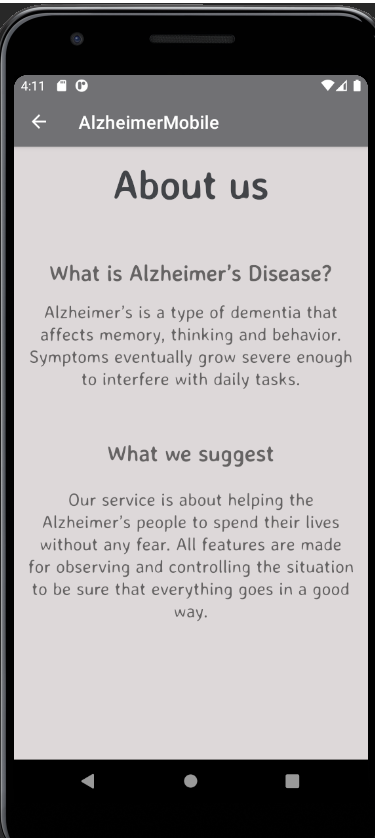 4:11
AlzheimerMobile
About us
What is Alzheimer's Disease?
Alzheimer's is a type of dementia that
affects memory, thinking and behavior.
Symptoms eventually grow severe enough
to interfere with daily tasks.
What we suggest
Our service is about helping the
Alzheimer's people to spend their lives
without any fear. All features are made
for observing and controlling the situation
to be sure that everything goes in a good
way.